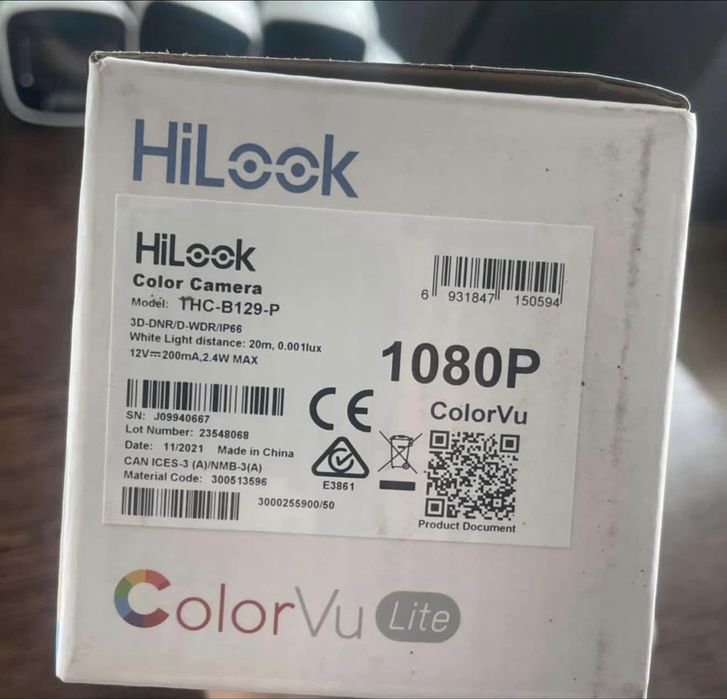 HiLook
HiLook
Color Camera
Model: THC-B129-P
3D-DNR/D-WDR/IP66
White Light distance: 20m, 0.001lux
12V⎓200mA,2.4W MAX
6 931847 150594
1080P
ColorVu
SN: J09940667
Lot Number: 23548068
Date: 11/2021 Made in China
CAN ICES-3 (A)/NMB-3(A)
Material Code: 300513596
3000255900/50
CE
E3861
Product Document
ColorVu Lite